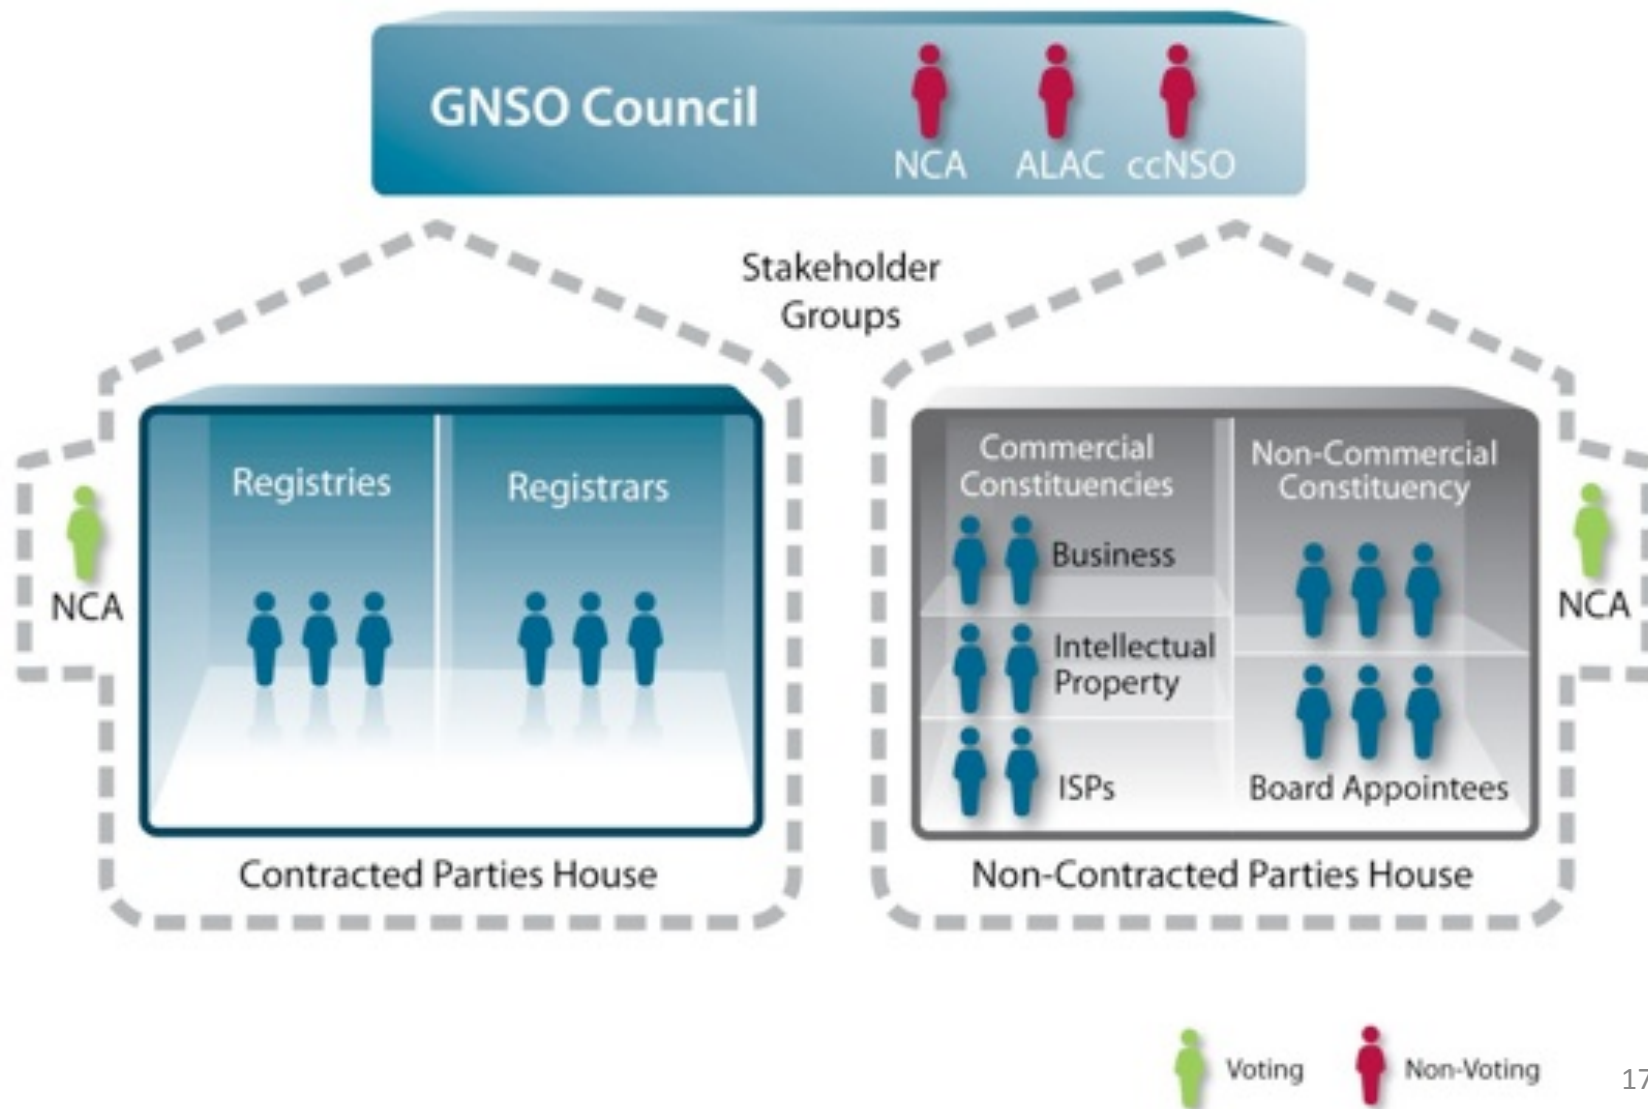 GNSO Council
NCA
ALAC
ccNSO
Stakeholder
Groups
NCA
Registries
Registrars
Contracted Parties House
Commercial
Constituencies
Business
Intellectual
Property
ISPs
Non-Commercial
Constituency
Board Appointees
NCA
Non-Contracted Parties House
Voting
Non-Voting
17